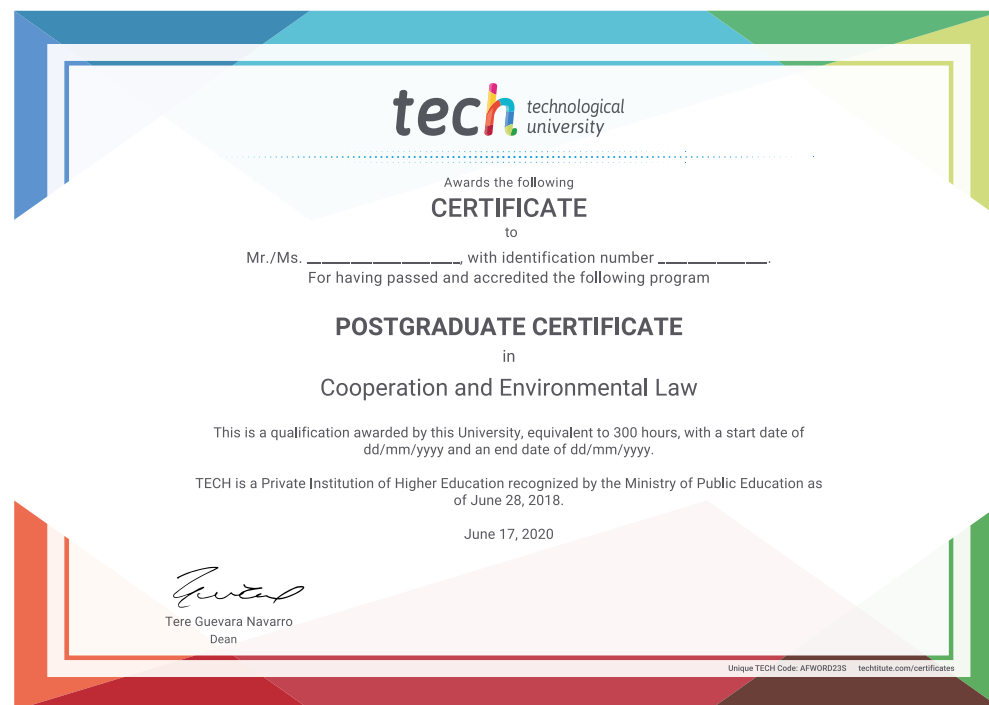 tech technological
university
Awards the following
CERTIFICATE
to
Mr./Ms. ____________________, with identification number ______________.
For having passed and accredited the following program
POSTGRADUATE CERTIFICATE
in
Cooperation and Environmental Law
This is a qualification awarded by this University, equivalent to 300 hours, with a start date of
dd/mm/yyyy and an end date of dd/mm/yyyy.
TECH is a Private Institution of Higher Education recognized by the Ministry of Public Education as
of June 28, 2018.
June 17, 2020
Tere Guevara Navarro
Dean
Unique TECH Code: AFWORD23S techtitute.com/certificates